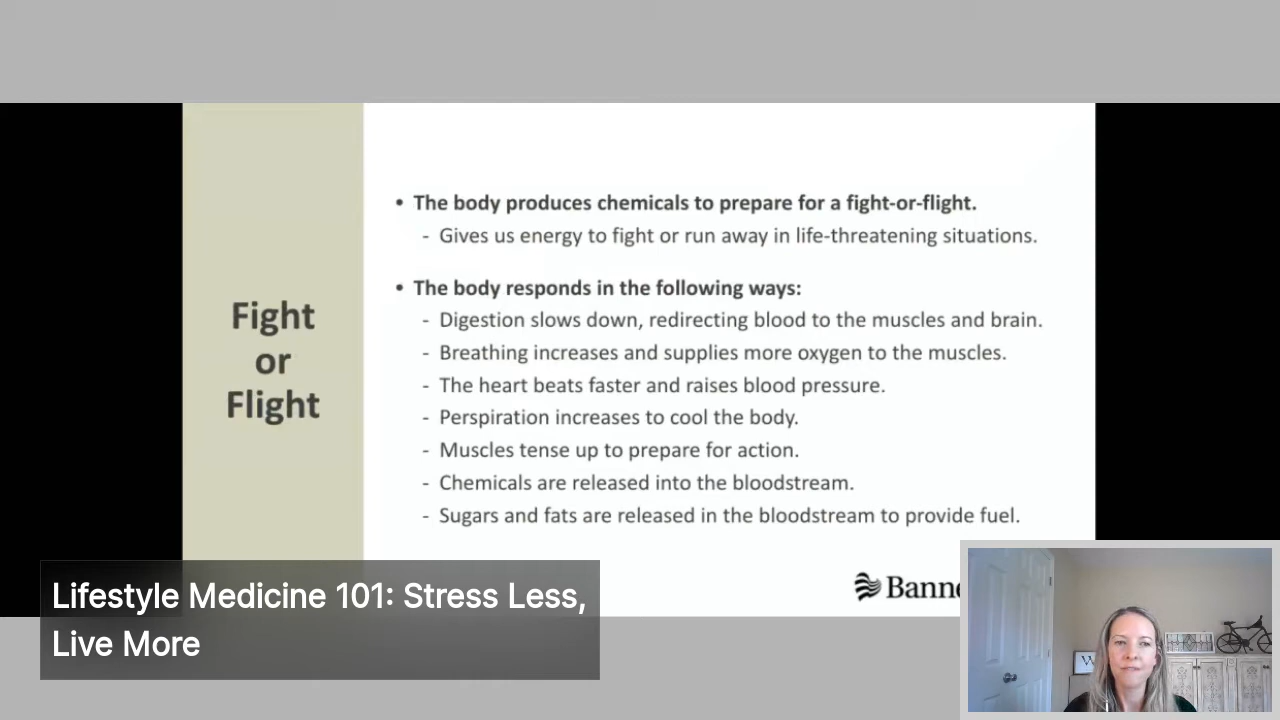 Fight
or
Flight
• The body produces chemicals to prepare for a fight-or-flight.
- Gives us energy to fight or run away in life-threatening situations.
• The body responds in the following ways:
- Digestion slows down, redirecting blood to the muscles and brain.
- Breathing increases and supplies more oxygen to the muscles.
- The heart beats faster and raises blood pressure.
- Perspiration increases to cool the body.
- Muscles tense up to prepare for action.
- Chemicals are released into the bloodstream.
- Sugars and fats are released in the bloodstream to provide fuel.
Lifestyle Medicine 101: Stress Less,
Live More